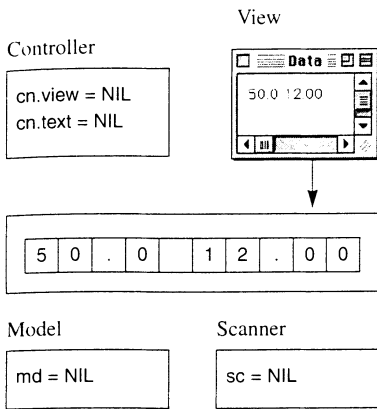 View
Controller
Data
cn.view = NIL
cn.text = NIL
50.0 12.00
5 0 . 0 1 2 . 0 0
Model
Scanner
md = NIL
sc = NIL